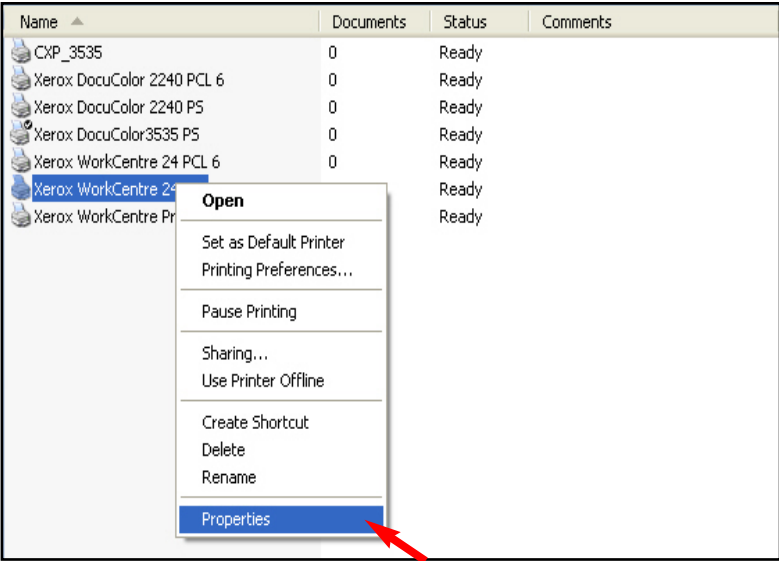 Name Documents Status Comments
CXP_3535 0 Ready
Xerox DocuColor 2240 PCL 6 0 Ready
Xerox DocuColor 2240 PS 0 Ready
Xerox DocuColor3535 PS 0 Ready
Xerox WorkCentre 24 PCL 6 0 Ready
Xerox WorkCentre 24 Ready
Xerox WorkCentre Pr Ready
Open
Set as Default Printer
Printing Preferences...
Pause Printing
Sharing...
Use Printer Offline
Create Shortcut
Delete
Rename
Properties